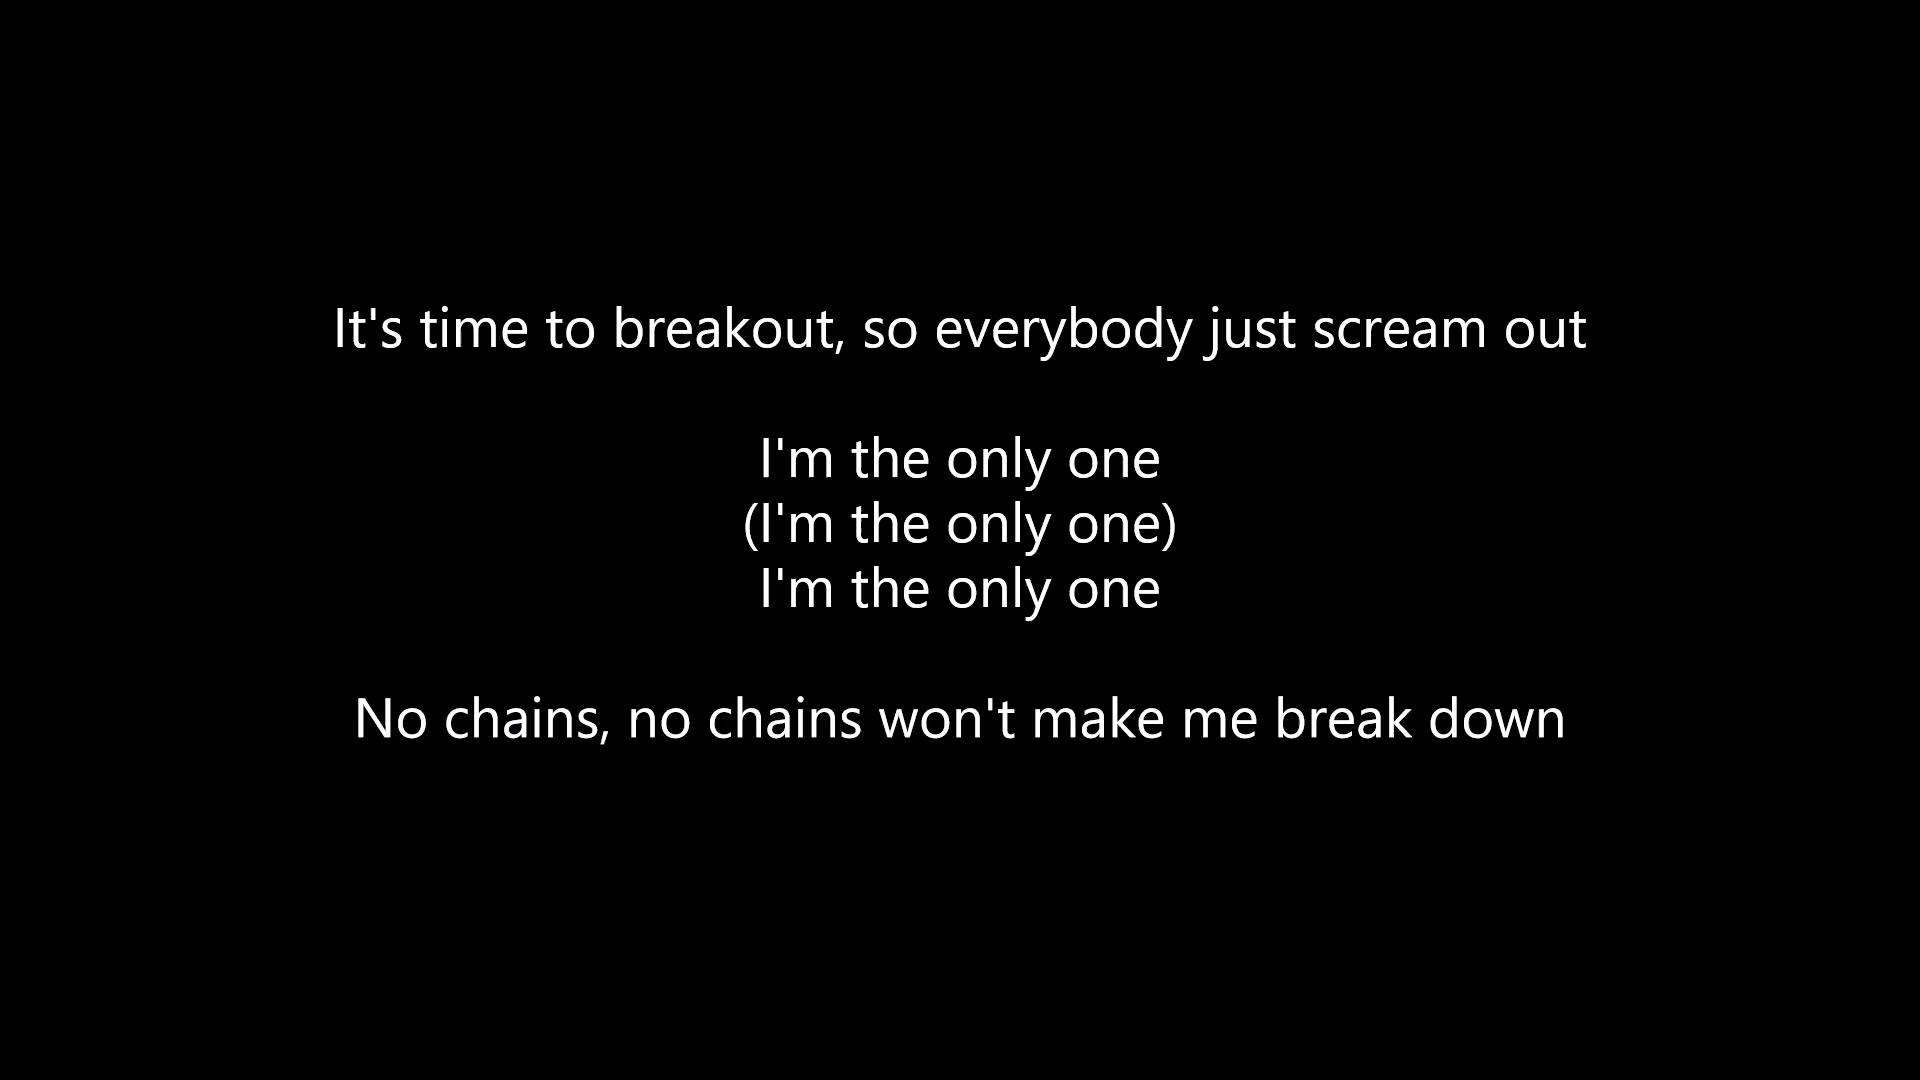 It's time to breakout, so everybody just scream out
I'm the only one
(I'm the only one)
I'm the only one
No chains, no chains won't make me break down